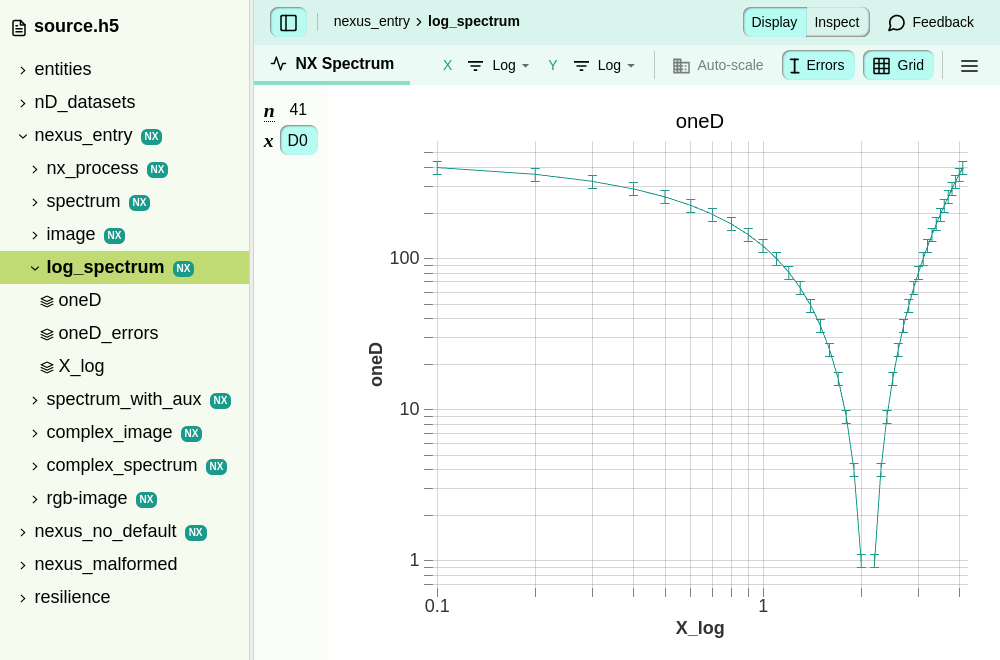 source.h5
entities
nD_datasets
nexus_entry NX
nx_process NX
spectrum NX
image NX
log_spectrum NX
oneD
oneD_errors
X_log
spectrum_with_aux NX
complex_image NX
complex_spectrum NX
rgb-image NX
nexus_no_default NX
nexus_malformed
resilience
nexus_entry > log_spectrum
Display Inspect Feedback
NX Spectrum X Log Y Log Auto-scale Errors Grid
n 41
x D0
oneD
100
10
1
oneD
0.1 1
X_log